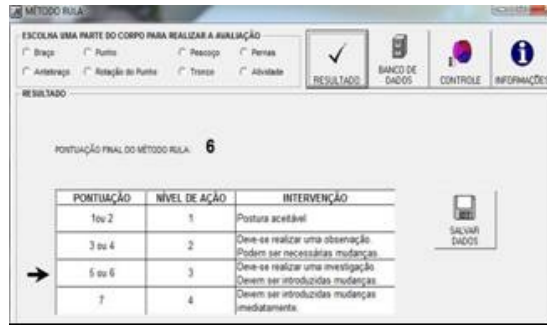 MÉTODO RULA
ESCOLHA UMA PARTE DO CORPO PARA REALIZAR A AVALIAÇÃO
Braço Punho Pescoço Pernas
Antebraço Rotação do Punho Tronco Atividade
RESULTADO
BANCO DE DADOS
CONTROLE
INFORMAÇÕES
RESULTADO
PONTUAÇÃO FINAL DO MÉTODO RULA: 6
PONTUAÇÃO NÍVEL DE AÇÃO INTERVENÇÃO
1ou 2 1 Postura aceitável
3 ou 4 2 Deve-se realizar uma observação.
Podem ser necessárias mudanças.
5 ou 6 3 Deve-se realizar uma investigação.
Devem ser introduzidas mudanças.
7 4 Devem ser introduzidas mudanças
imediatamente.
SALVAR
DADOS